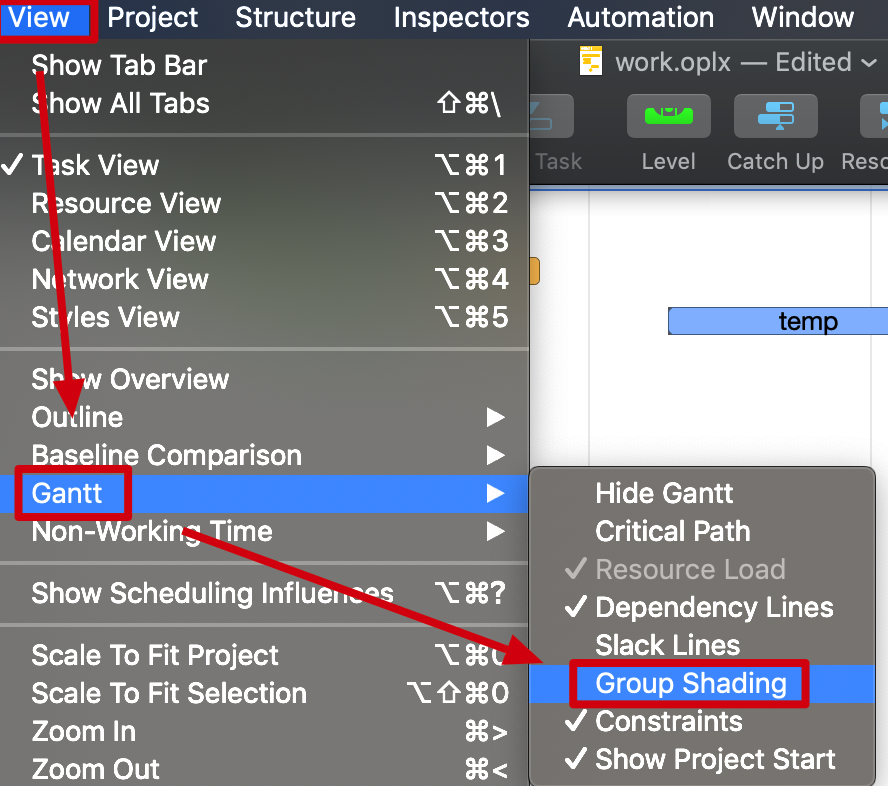 View Project Structure Inspectors Automation Window
work.oplx — Edited
Task Level Catch Up
temp
Show Tab Bar
Show All Tabs ⇧⌘\
✓ Task View ⌥⌘1
Resource View ⌥⌘2
Calendar View ⌥⌘3
Network View ⌥⌘4
Styles View ⌥⌘5
Show Overview
Outline ▶
Baseline Comparison ▶
Gantt ▶
Non-Working Time ▶
Show Scheduling Influences ⌥⌘?
Scale To Fit Project ⌥⌘0
Scale To Fit Selection ⌥⇧⌘0
Zoom In ⌘>
Zoom Out ⌘<
Hide Gantt
Critical Path
✓ Resource Load
✓ Dependency Lines
Slack Lines
Group Shading
✓ Constraints
✓ Show Project Start